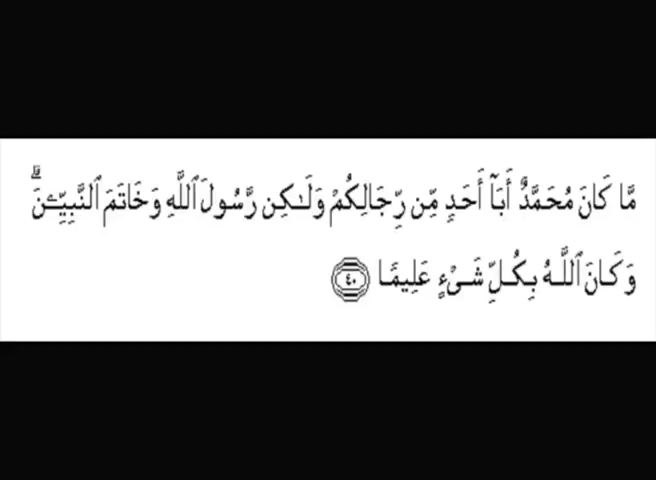 مَّا كَانَ مُحَمَّدٌ أَبَآ أَحَدٍ مِّن رِّجَالِكُمْ وَلَـٰكِن رَّسُولَ ٱللَّهِ وَخَاتَمَ ٱلنَّبِيِّـۧنَ ۗ
وَكَانَ ٱللَّهُ بِكُلِّ شَىْءٍ عَلِيمًا ٤٠